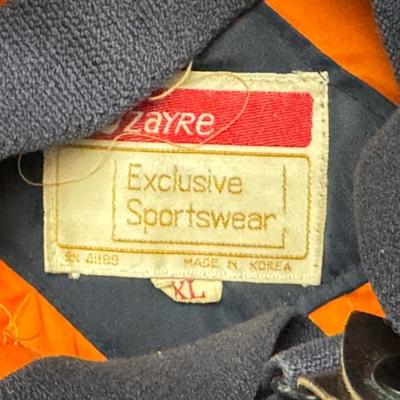 zayre
Exclusive
Sportswear
RN 41189
MADE IN KOREA
XL